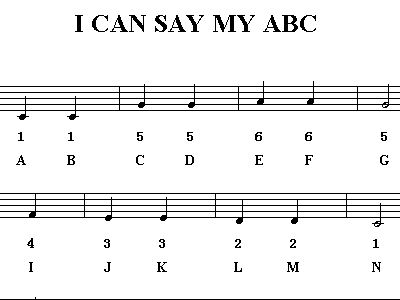 I CAN SAY MY ABC
1 1 5 5 6 6 5
A B C D E F G
4 3 3 2 2 1
I J K L M N